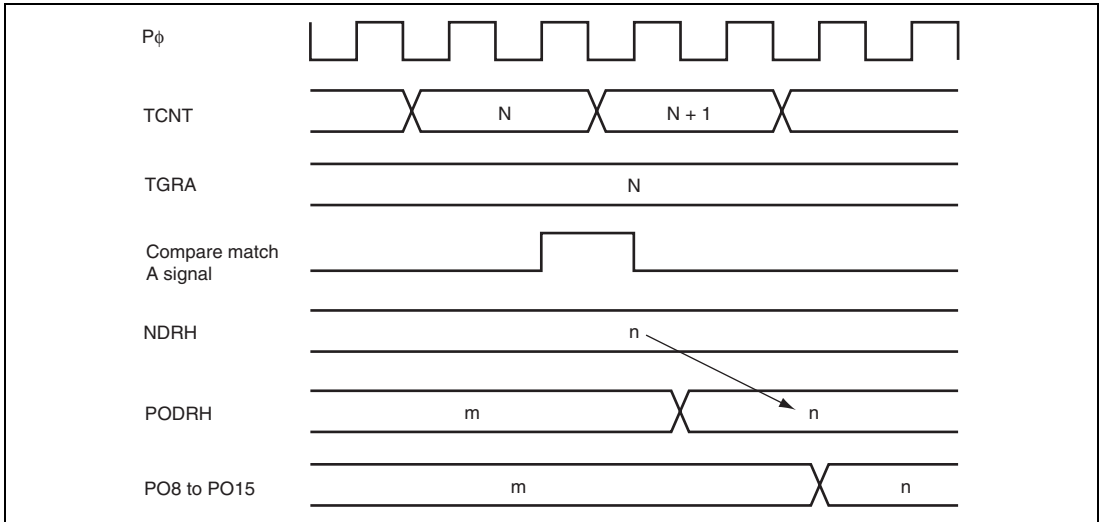 Pφ
TCNT
N
N + 1
TGRA
N
Compare match
A signal
NDRH
n
PODRH
m
n
PO8 to PO15
m
n